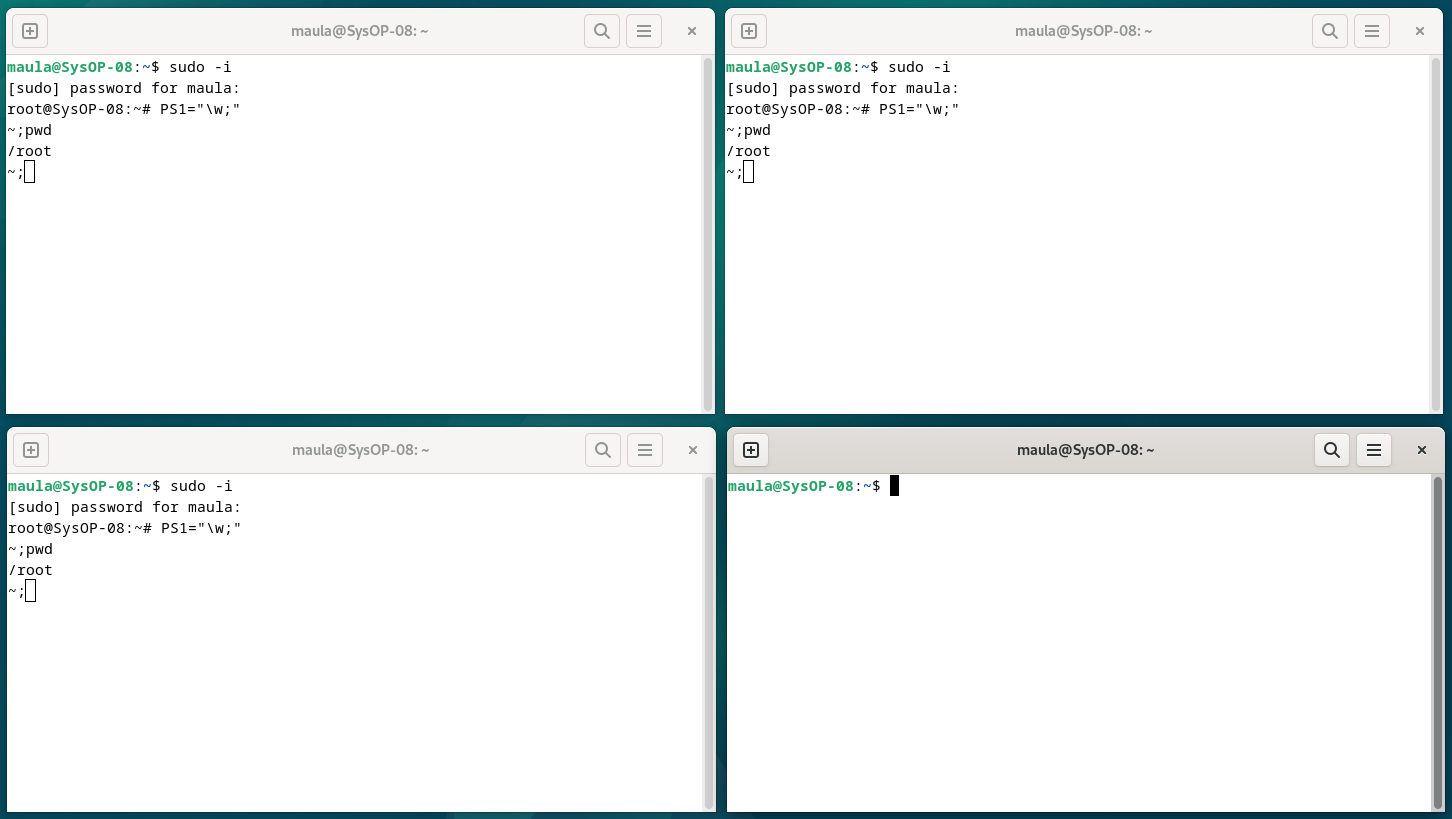 maula@SysOP-08: ~
maula@SysOP-08:~$ sudo -i
[sudo] password for maula:
root@SysOP-08:~# PS1="\w;"
~;pwd
/root
~;
maula@SysOP-08: ~
maula@SysOP-08:~$ sudo -i
[sudo] password for maula:
root@SysOP-08:~# PS1="\w;"
~;pwd
/root
~;
maula@SysOP-08: ~
maula@SysOP-08:~$ sudo -i
[sudo] password for maula:
root@SysOP-08:~# PS1="\w;"
~;pwd
/root
~;
maula@SysOP-08: ~
maula@SysOP-08:~$